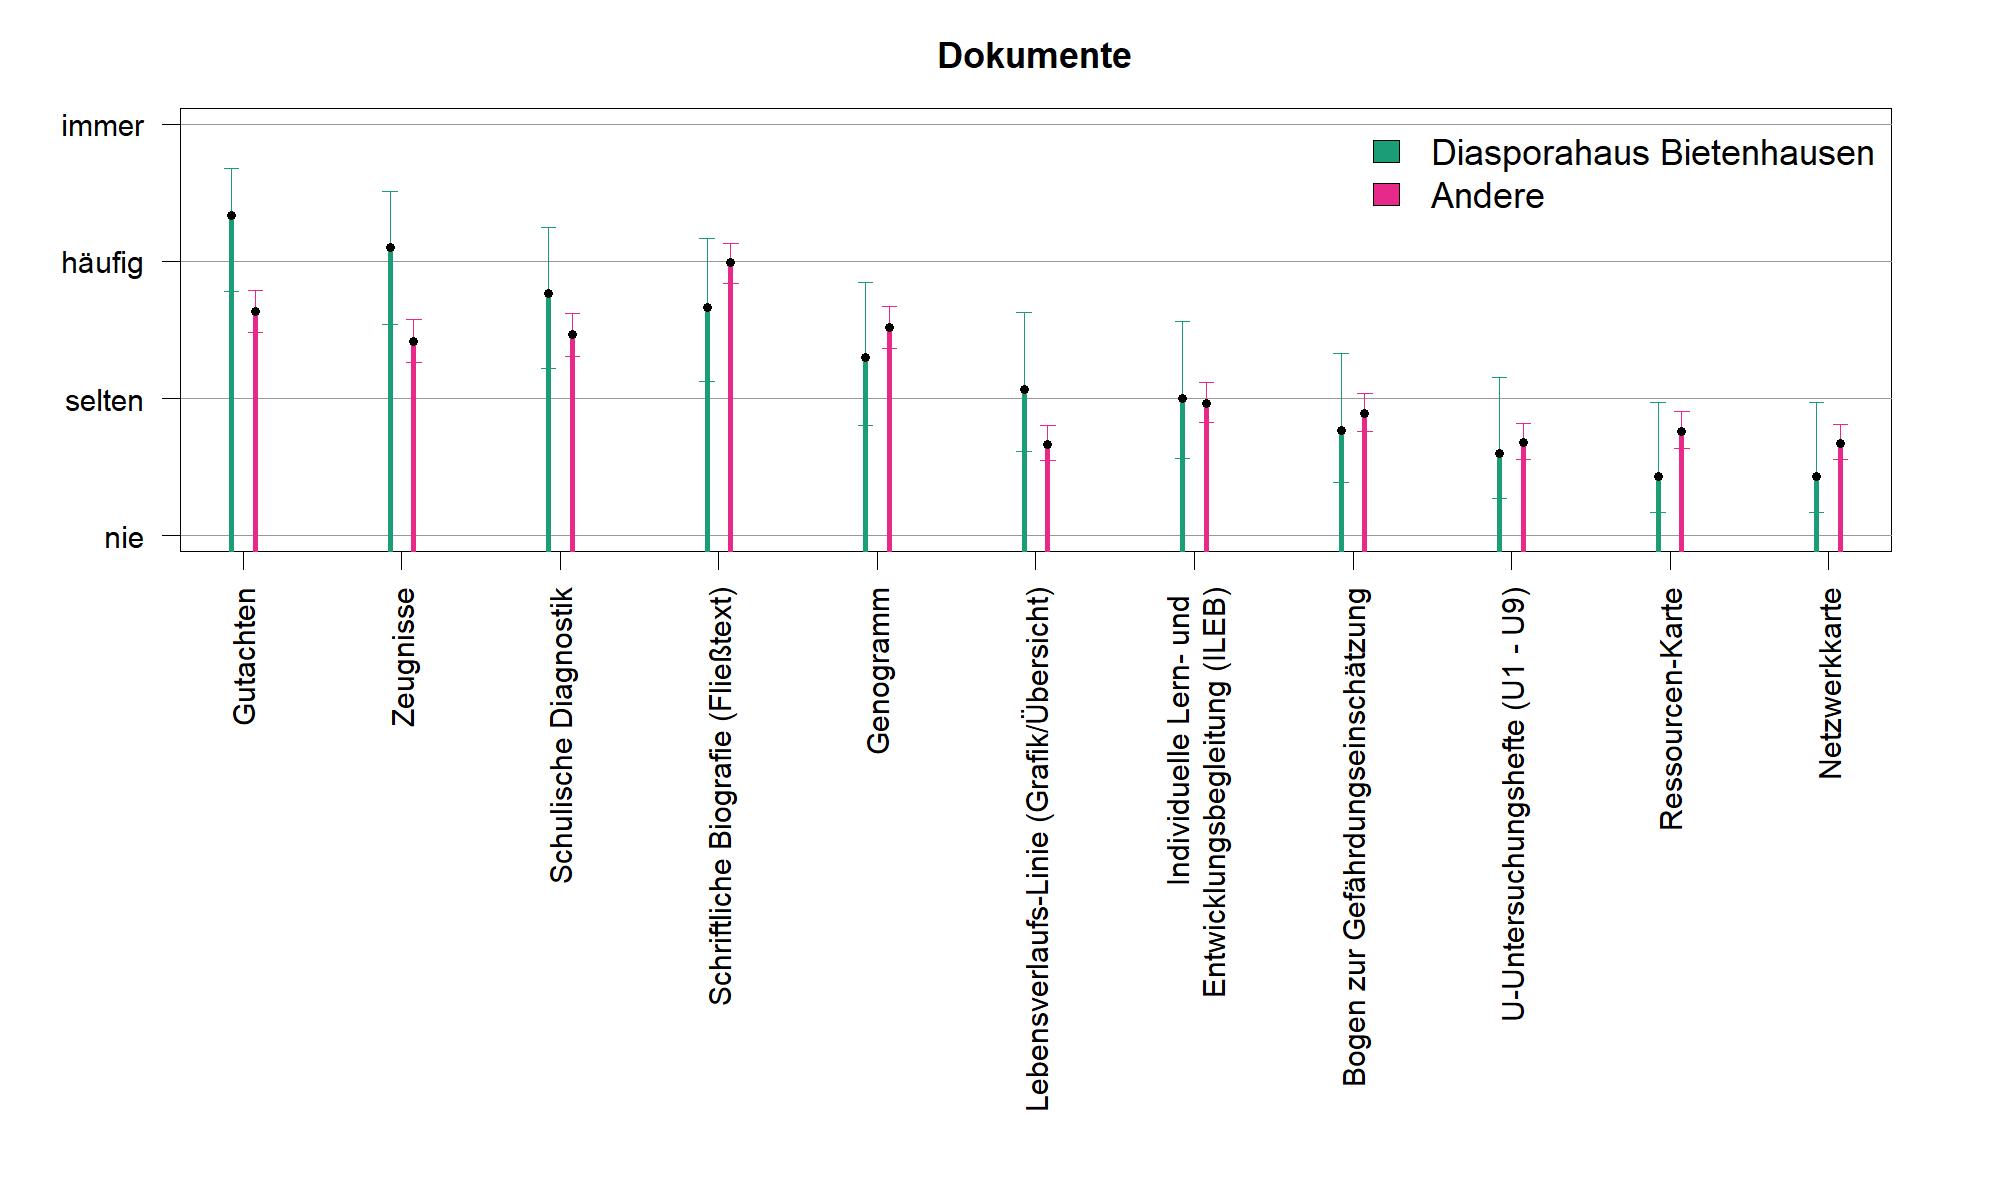 Dokumente
immer
häufig
selten
nie
Diasporahaus Bietenhausen
Andere
Gutachten
Zeugnisse
Schulische Diagnostik
Schriftliche Biografie (Fließtext)
Genogramm
Lebensverlaufs-Linie (Grafik/Übersicht)
Individuelle Lern- und
Entwicklungsbegleitung (ILEB)
Bogen zur Gefährdungseinschätzung
U-Untersuchungshefte (U1 - U9)
Ressourcen-Karte
Netzwerkkarte